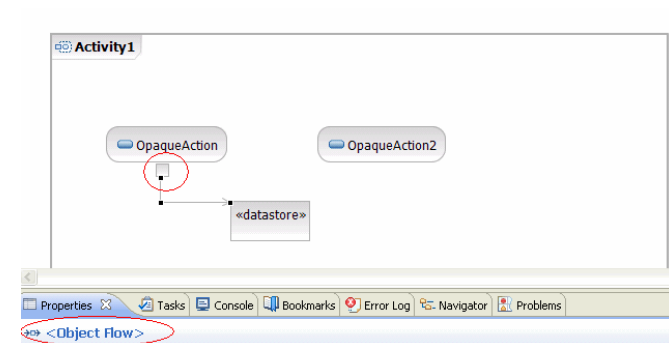 Activity1
OpaqueAction
OpaqueAction2
«datastore»
Properties Tasks Console Bookmarks Error Log Navigator Problems
<Object Flow>